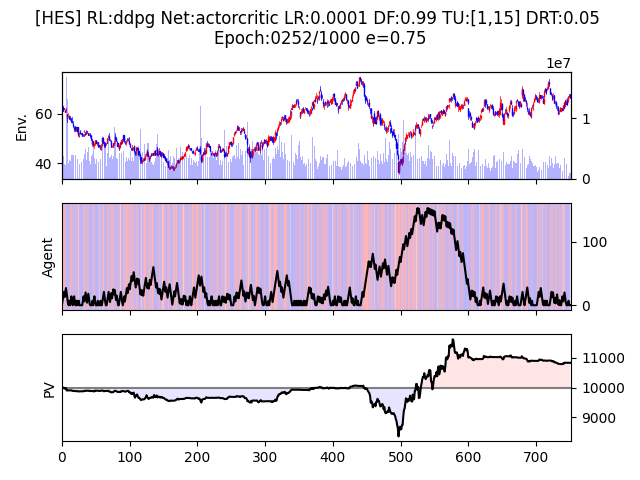 [HES] RL:ddpg Net:actorcritic LR:0.0001 DF:0.99 TU:[1,15] DRT:0.05
Epoch:0252/1000 e=0.75
1e7
Env.
60
40
1
0
Agent
100
0
PV
11000
10000
9000
0 100 200 300 400 500 600 700